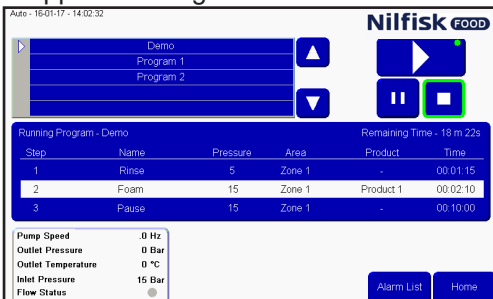 Auto - 16-01-17 - 14:02:32
Nilfisk FOOD
Demo
Program 1
Program 2
Running Program - Demo Remaining Time - 18 m 22s
Step Name Pressure Area Product Time
1 Rinse 5 Zone 1 - 00:01:15
2 Foam 15 Zone 1 Product 1 00:02:10
3 Pause 15 Zone 1 - 00:10:00
Pump Speed .0 Hz
Outlet Pressure 0 Bar
Outlet Temperature 0 °C
Inlet Pressure 15 Bar
Flow Status
Alarm List Home